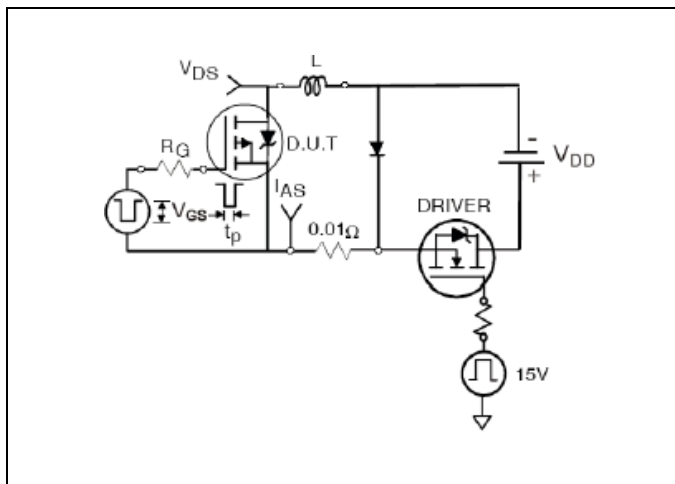 L
VDS
RG
D.U.T
-
VDD
+
IAS
VGS
tp
0.01Ω
DRIVER
15V